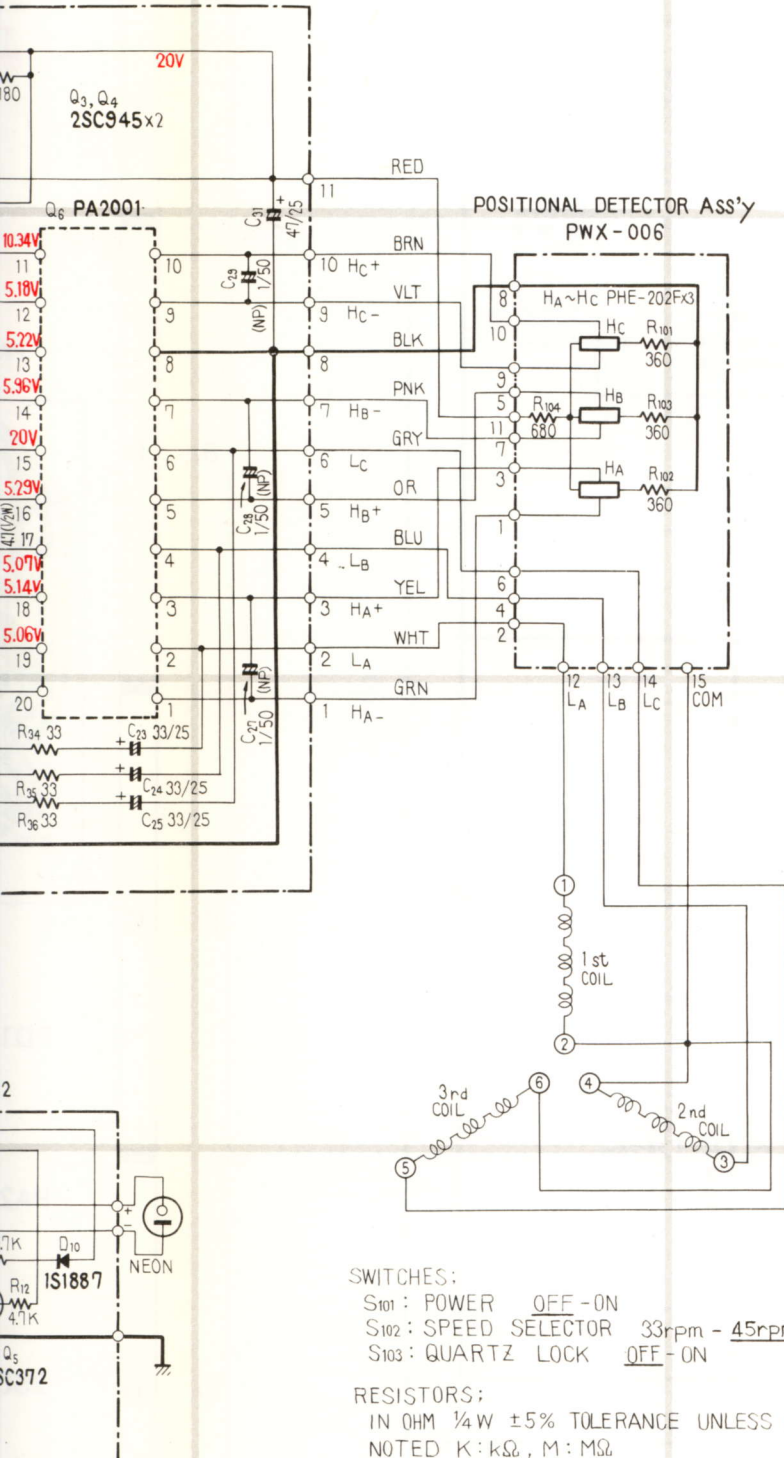 20V
180
Q3, Q4
2SC945x2
RED
11
Q6 PA2001
C31
+
47/25
POSITIONAL DETECTOR ASS'Y
PWX-006
10.34V
11
10
C29
1/50
(NP)
BRN
10 HC+
5.18V
12
9
VLT
9 HC-
5.22V
13
8
BLK
8
5.96V
14
7
PNK
7 HB-
20V
15
6
GRY
6 LC
5.29V
16
5
C28
1/50 (NP)
OR
5 HB+
4.7(1/2W)
17
5.07V
4
BLU
4 LB
5.14V
18
3
YEL
3 HA+
5.06V
19
2
WHT
2 LA
20
1
C27
1/50
(NP)
GRN
1 HA-
8
HA~HC PHE-202Fx3
10
HC
R101
360
9
5
R104
680
HB
R103
360
11
7
3
HA
R102
360
1
6
4
2
12
LA
13
LB
14
LC
15
COM
R34 33
+
C23 33/25
R35 33
+
C24 33/25
R36 33
+
C25 33/25
1
1st
COIL
2
6
4
3rd
COIL
2nd
COIL
5
3
2
+
-
NEON
.7K
D10
1S1887
R12
4.7K
Q5
SC372
SWITCHES:
S101: POWER OFF-ON
S102: SPEED SELECTOR 33rpm - 45rpm
S103: QUARTZ LOCK OFF-ON
RESISTORS:
IN OHM 1/4W ±5% TOLERANCE UNLESS
NOTED K:kΩ, M:MΩ